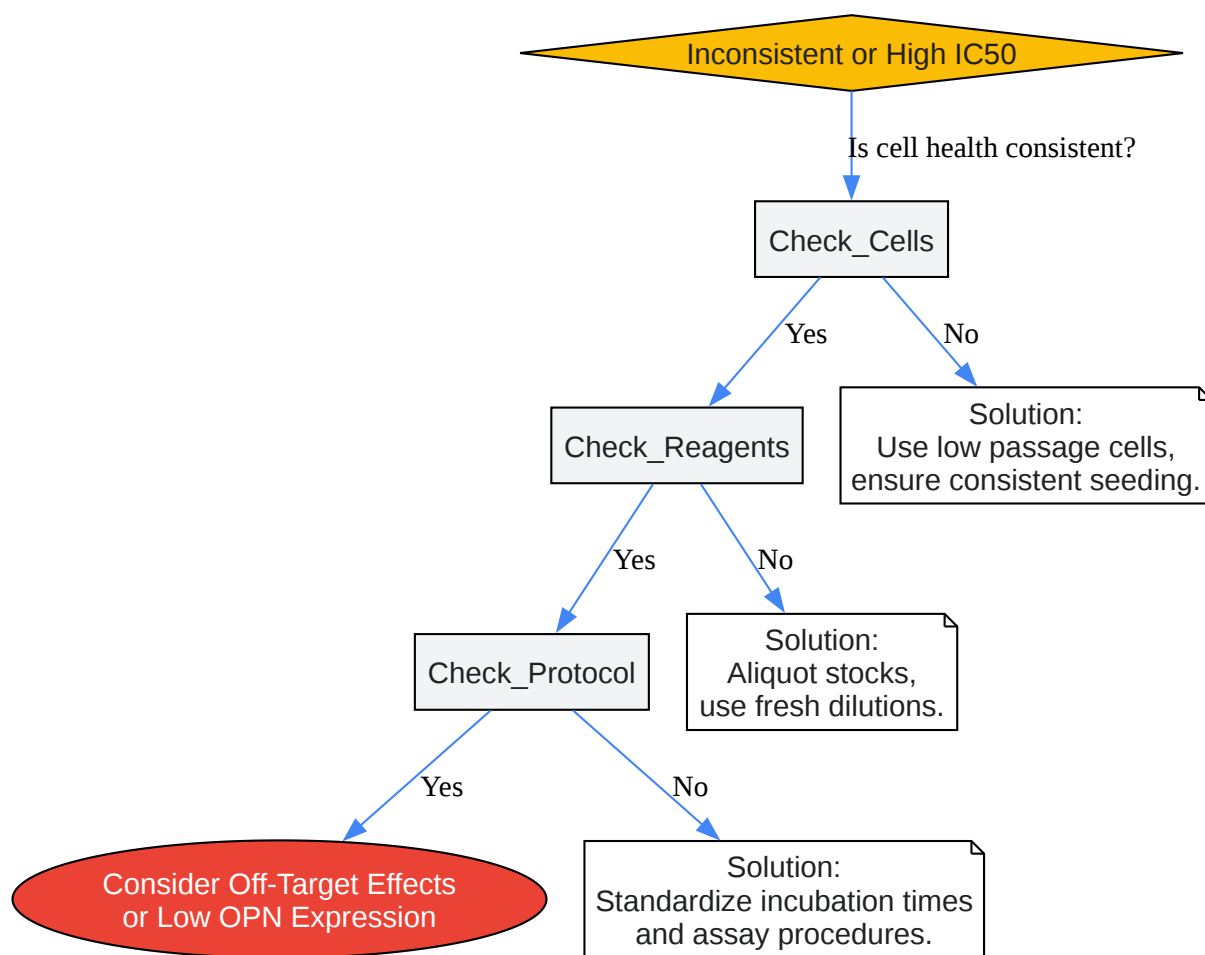 Inconsistent or High IC50
Is cell health consistent?
Check_Cells
Yes
No
Check_Reagents
Solution:
Use low passage cells,
ensure consistent seeding.
Yes
No
Check_Protocol
Solution:
Aliquot stocks,
use fresh dilutions.
Yes
No
Consider Off-Target Effects
or Low OPN Expression
Solution:
Standardize incubation times
and assay procedures.